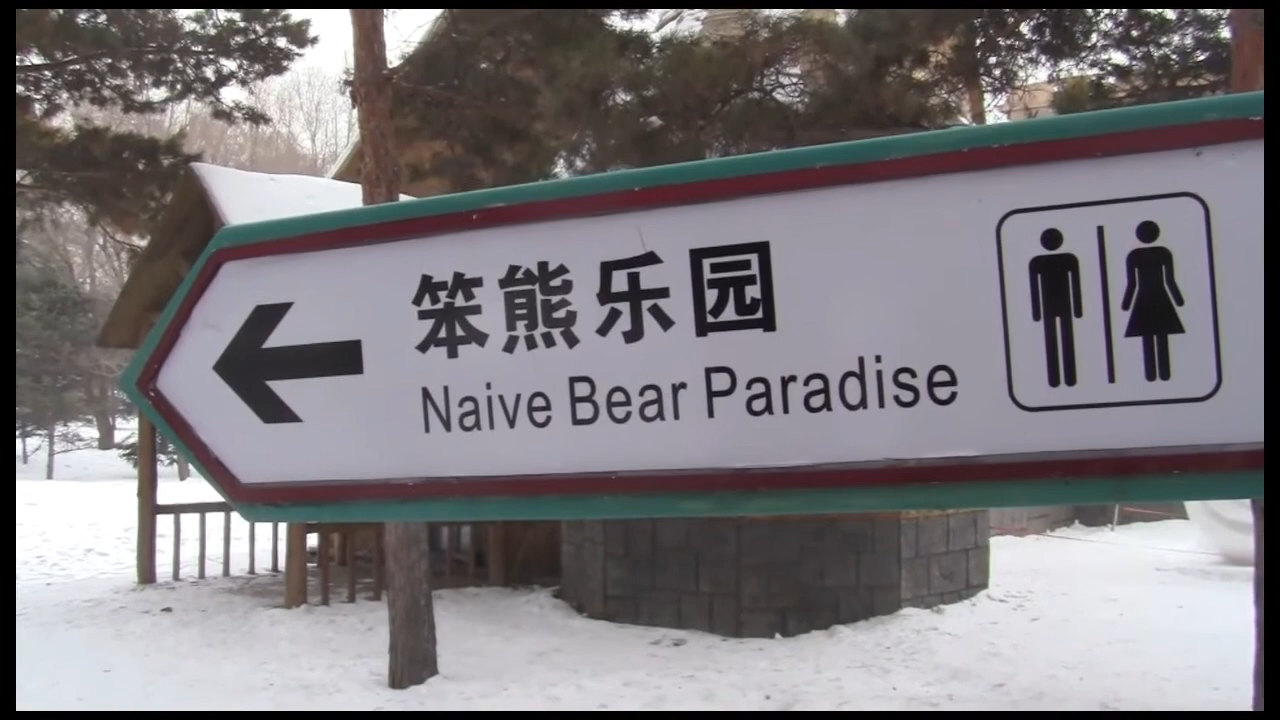 笨熊乐园
Naive Bear Paradise